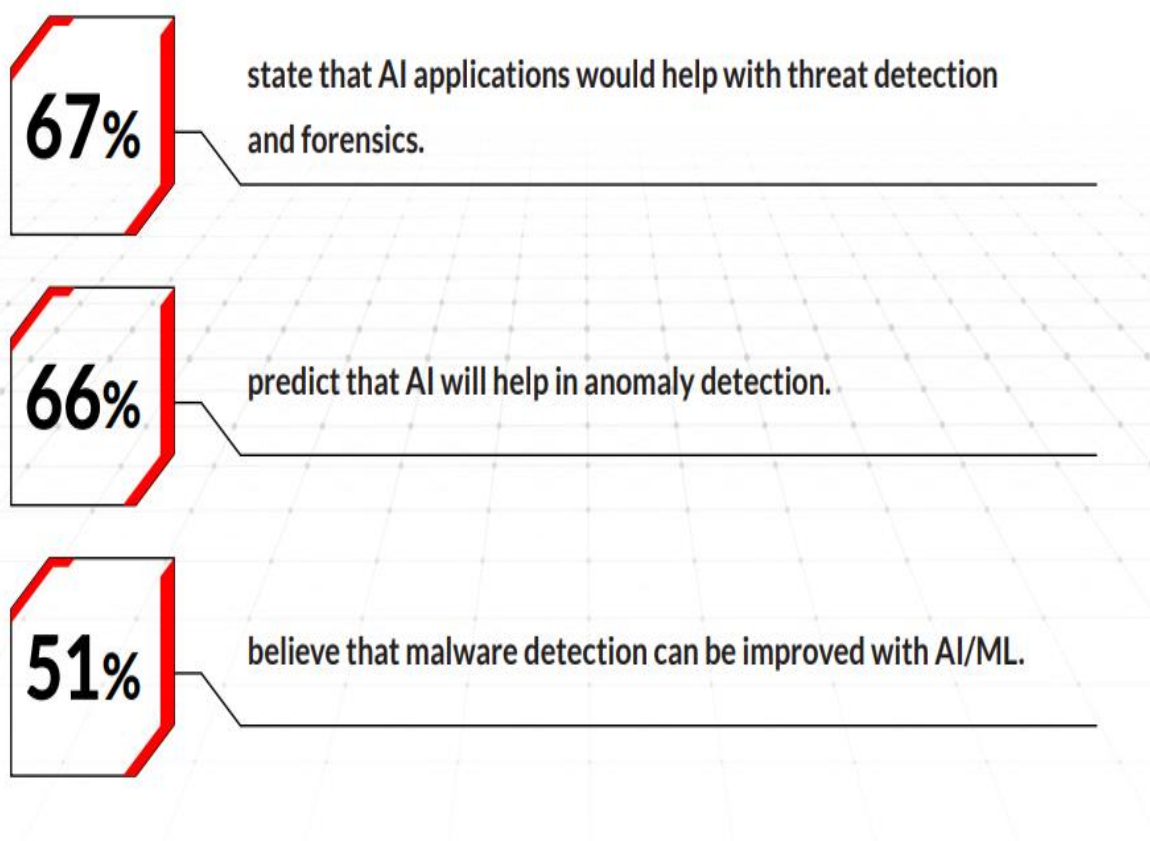 67%
state that AI applications would help with threat detection
and forensics.
66%
predict that AI will help in anomaly detection.
51%
believe that malware detection can be improved with AI/ML.